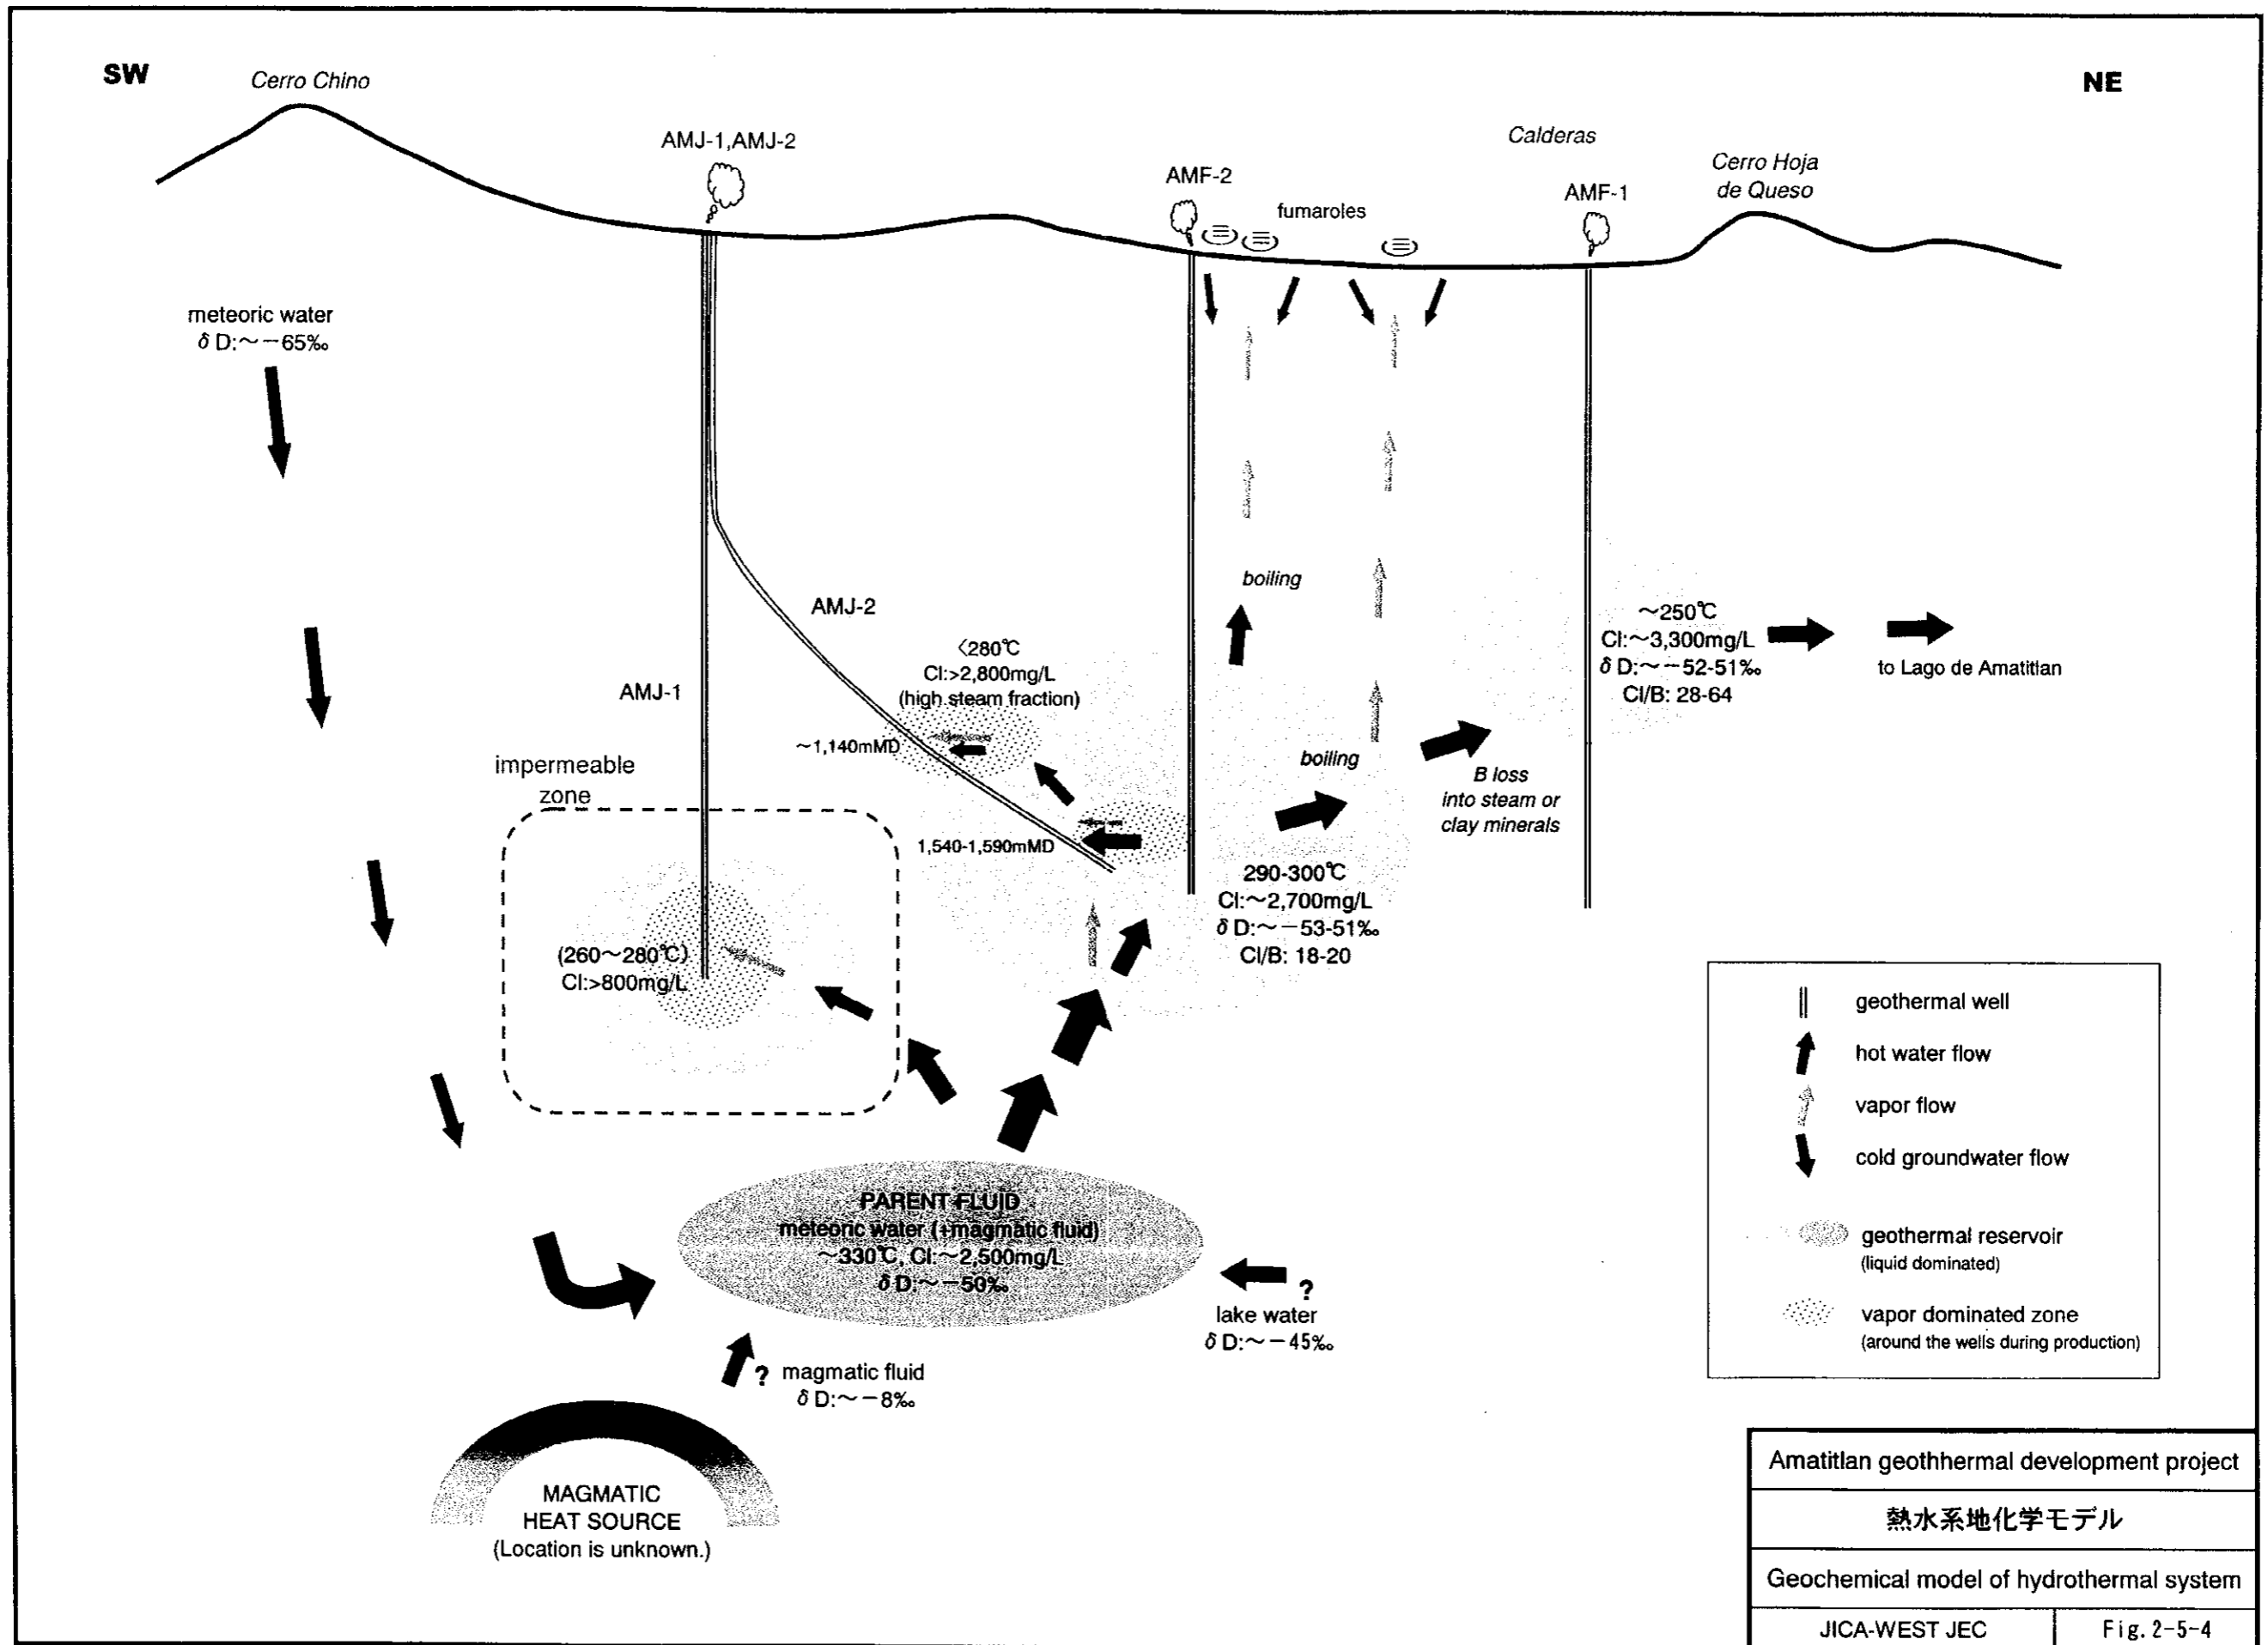 SW
NE
Cerro Chino
AMJ-1,AMJ-2
AMF-2
fumaroles
Calderas
AMF-1
Cerro Hoja
de Queso
meteoric water
δD:~-65‰
AMJ-2
AMJ-1
<280℃
Cl:>2,800mg/L
(high steam fraction)
~1,140mMD
1,540-1,590mMD
boiling
boiling
~250℃
Cl:~3,300mg/L
δD:~-52-51‰
Cl/B: 28-64
to Lago de Amatitlan
B loss
into steam or
clay minerals
impermeable
zone
(260~280℃)
Cl:>800mg/L
290-300℃
Cl:~2,700mg/L
δD:~-53-51‰
Cl/B: 18-20
PARENT FLUID
meteoric water (+magmatic fluid)
~330℃, Cl:~2,500mg/L
δD:~-50‰
?
lake water
δD:~-45‰
? magmatic fluid
δD:~-8‰
MAGMATIC
HEAT SOURCE
(Location is unknown.)
geothermal well
hot water flow
vapor flow
cold groundwater flow
geothermal reservoir
(liquid dominated)
vapor dominated zone
(around the wells during production)
Amatitlan geothhermal development project
熱水系地化学モデル
Geochemical model of hydrothermal system
JICA-WEST JEC
Fig. 2-5-4